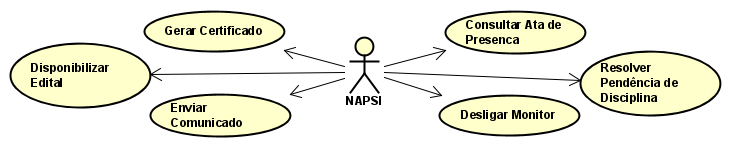 Gerar Certificado
Consultar Ata de
Presenca
Disponibilizar
Edital
Resolver
Pendência de
Disciplina
NAPSI
Enviar
Comunicado
Desligar Monitor